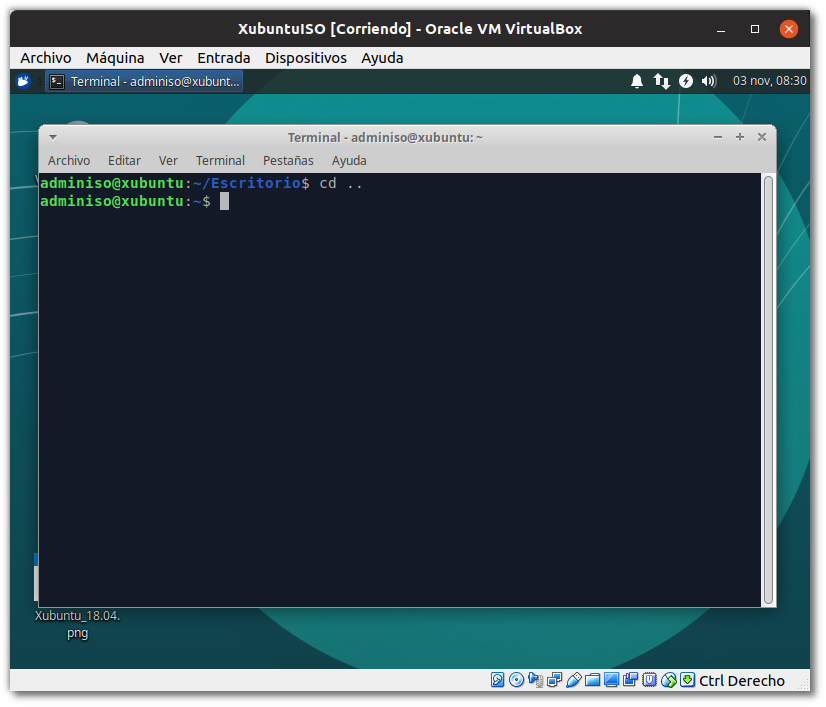 XubuntuISO [Corriendo] - Oracle VM VirtualBox
Archivo Máquina Ver Entrada Dispositivos Ayuda
Terminal - adminiso@xubunt... 03 nov, 08:30
Terminal - adminiso@xubuntu: ~
Archivo Editar Ver Terminal Pestañas Ayuda
adminiso@xubuntu:~/Escritorio$ cd ..
adminiso@xubuntu:~$
Xubuntu_18.04.
png
Ctrl Derecho